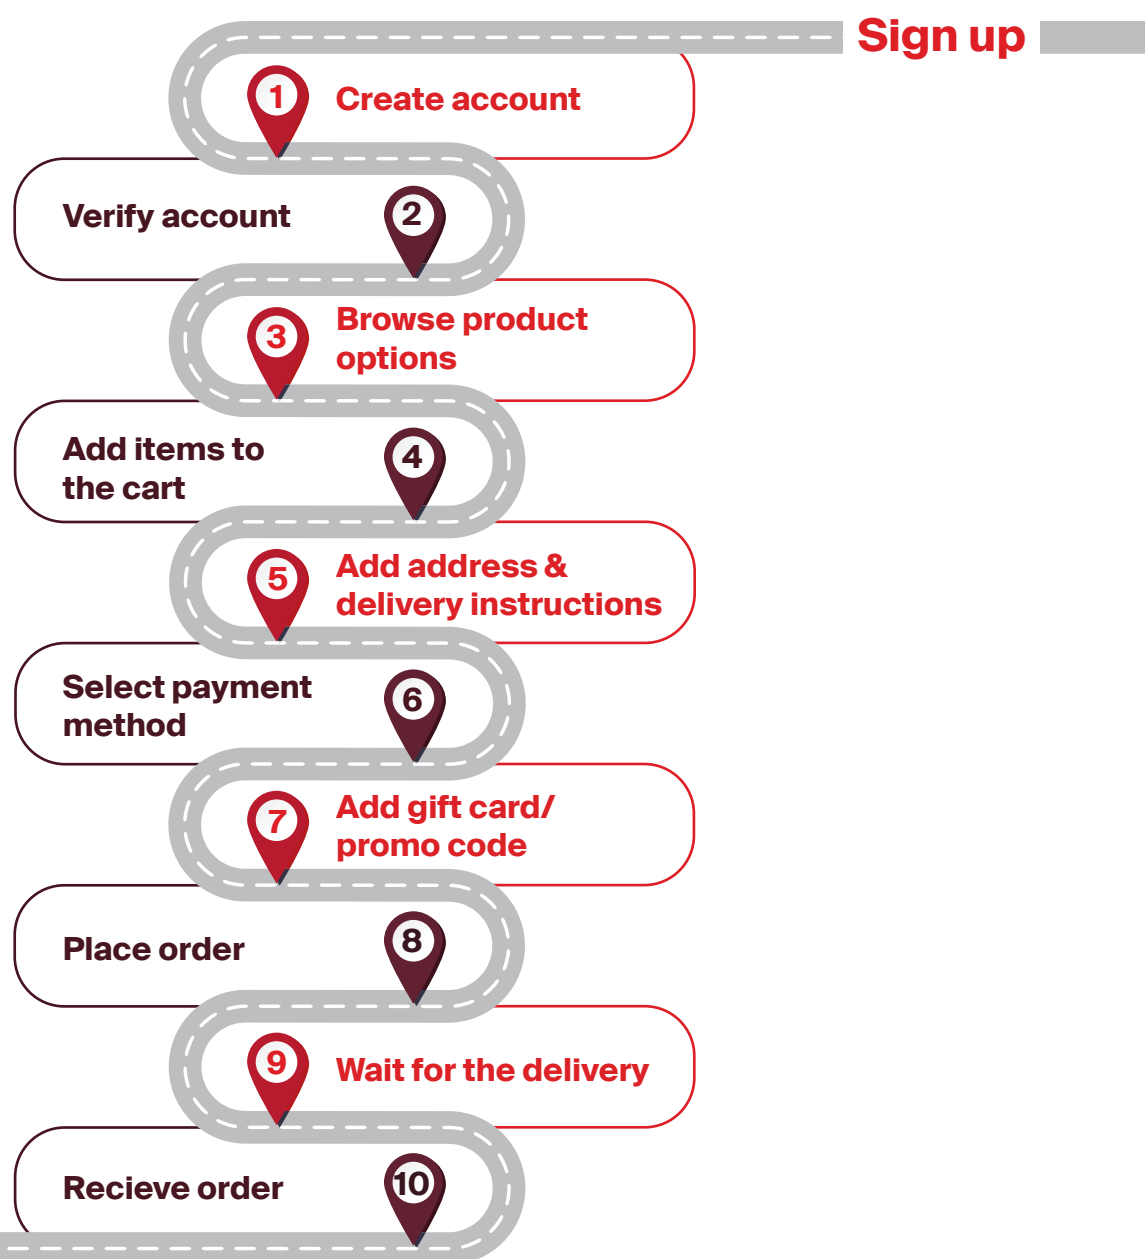 Sign up
1
Create account
Verify account
2
3
Browse product
options
Add items to
the cart
4
5
Add address &
delivery instructions
Select payment
method
6
7
Add gift card/
promo code
Place order
8
9
Wait for the delivery
Recieve order
10